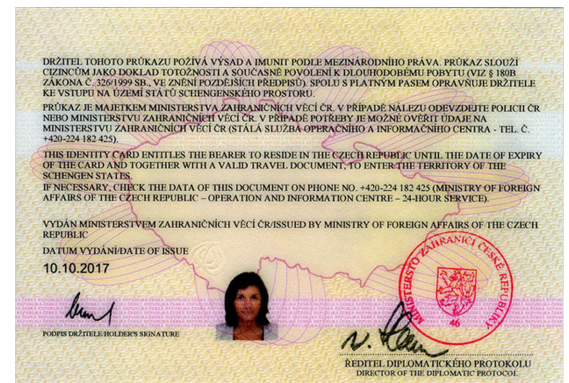 DRŽITEL TOHOTO PRŮKAZU POŽÍVÁ VÝSAD A IMUNIT PODLE MEZINÁRODNÍHO PRÁVA. PRŮKAZ SLOUŽÍ
CIZINCŮM JAKO DOKLAD TOTOŽNOSTI A SOUČASNĚ POVOLENÍ K DLOUHODOBÉMU POBYTU (VIZ § 180B
ZÁKONA Č. 326/1999 SB., VE ZNĚNÍ POZDĚJŠÍCH PŘEDPISŮ). SPOLU S PLATNÝM PASEM OPRAVŇUJE DRŽITELE
KE VSTUPU NA ÚZEMÍ STÁTŮ SCHENGENSKÉHO PROSTORU.
PRŮKAZ JE MAJETKEM MINISTERSTVA ZAHRANIČNÍCH VĚCÍ ČR. V PŘÍPADĚ NÁLEZU ODEVZDEJTE POLICII ČR
NEBO MINISTERSTVU ZAHRANIČNÍCH VĚCÍ ČR. V PŘÍPADĚ POTŘEBY JE MOŽNÉ OVĚŘIT ÚDAJE NA
MINISTERSTVU ZAHRANIČNÍCH VĚCÍ ČR (STÁLÁ SLUŽBA OPERAČNÍHO A INFORMAČNÍHO CENTRA - TEL. Č.
+420-224 182 425).
THIS IDENTITY CARD ENTITLES THE BEARER TO RESIDE IN THE CZECH REPUBLIC UNTIL THE DATE OF EXPIRY
OF THE CARD AND TOGETHER WITH A VALID TRAVEL DOCUMENT, TO ENTER THE TERRITORY OF THE
SCHENGEN STATES.
IF NECESSARY, CHECK THE DATA OF THIS DOCUMENT ON PHONE NO. +420-224 182 425 (MINISTRY OF FOREIGN
AFFAIRS OF THE CZECH REPUBLIC – OPERATION AND INFORMATION CENTRE – 24-HOUR SERVICE).
VYDÁN MINISTERSTVEM ZAHRANIČNÍCH VĚCÍ ČR/ISSUED BY MINISTRY OF FOREIGN AFFAIRS OF THE CZECH
REPUBLIC
DATUM VYDÁNÍ/DATE OF ISSUE
10.10.2017
MINISTERSTVO ZAHRANIČÍ ČESKÉ REPUBLIKY
46
PODPIS DRŽITELE/HOLDER'S SIGNATURE
ŘEDITEL DIPLOMATICKÉHO PROTOKOLU
DIRECTOR OF THE DIPLOMATIC PROTOCOL